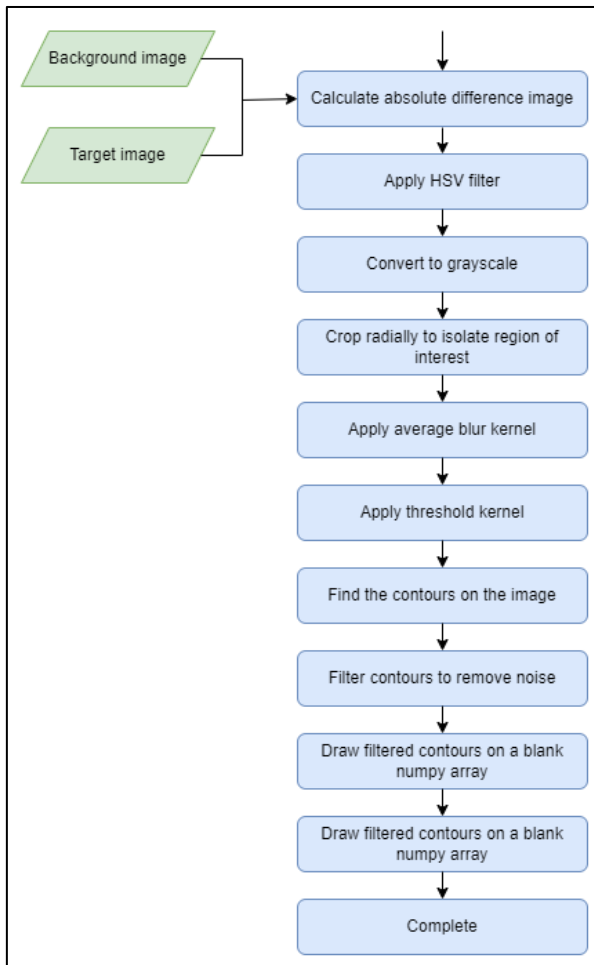 Background image
Target image
Calculate absolute difference image
Apply HSV filter
Convert to grayscale
Crop radially to isolate region of
interest
Apply average blur kernel
Apply threshold kernel
Find the contours on the image
Filter contours to remove noise
Draw filtered contours on a blank
numpy array
Draw filtered contours on a blank
numpy array
Complete